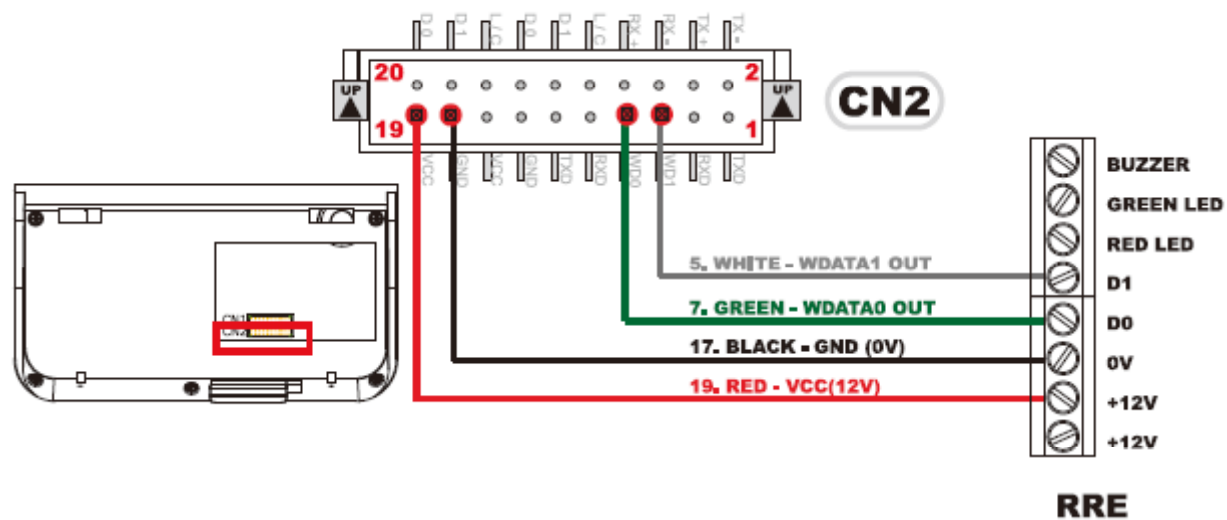 D.0 D.1 L/C D.0 D.1 L/C RX+ RX- TX+ TX-
20 2
UP UP
CN2
19 1
VCC GND VCC GND TXD RXD WD0 WD1 RXD TXD
BUZZER
GREEN LED
RED LED
5. WHITE - WDATA1 OUT D1
7. GREEN - WDATA0 OUT D0
17. BLACK - GND (0V) 0V
19. RED - VCC(12V) +12V
+12V
CN1
CN2
RRE